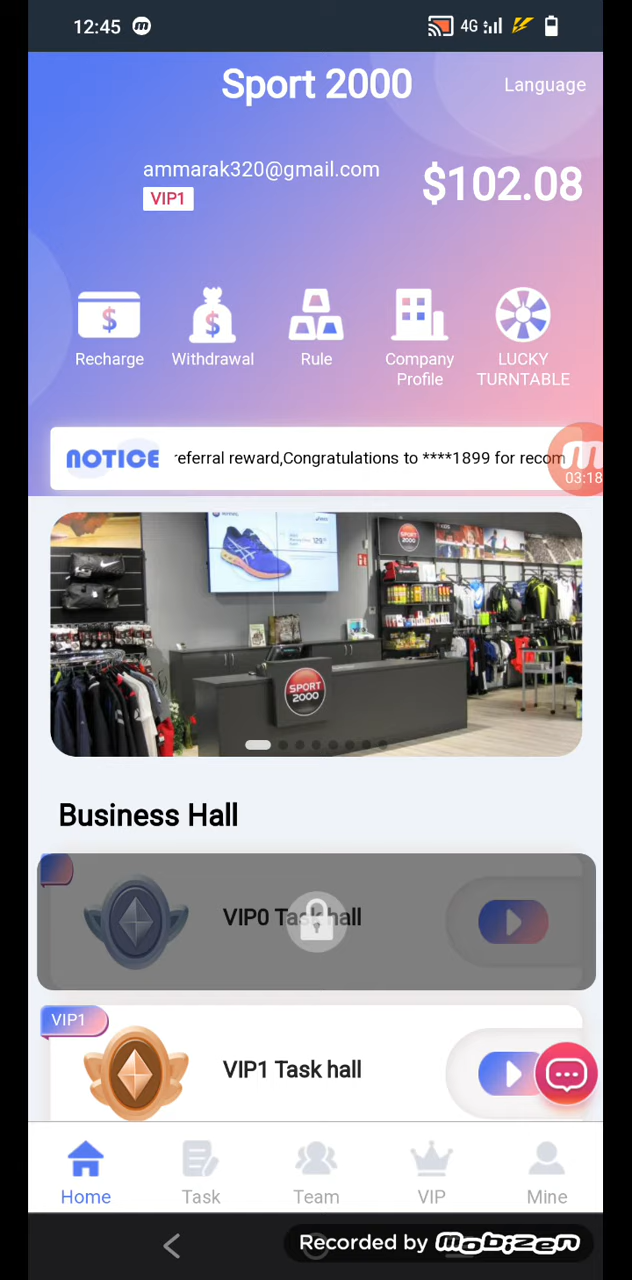 12:45
4G
Sport 2000
Language
ammarak320@gmail.com
VIP1
$102.08
Recharge
Withdrawal
Rule
Company
Profile
LUCKY
TURNTABLE
NOTICE
referral reward,Congratulations to ****1899 for recom
03:18
SPORT
2000
Business Hall
VIP0 Task hall
VIP1
VIP1 Task hall
Home
Task
Team
VIP
Mine
Recorded by mobizen